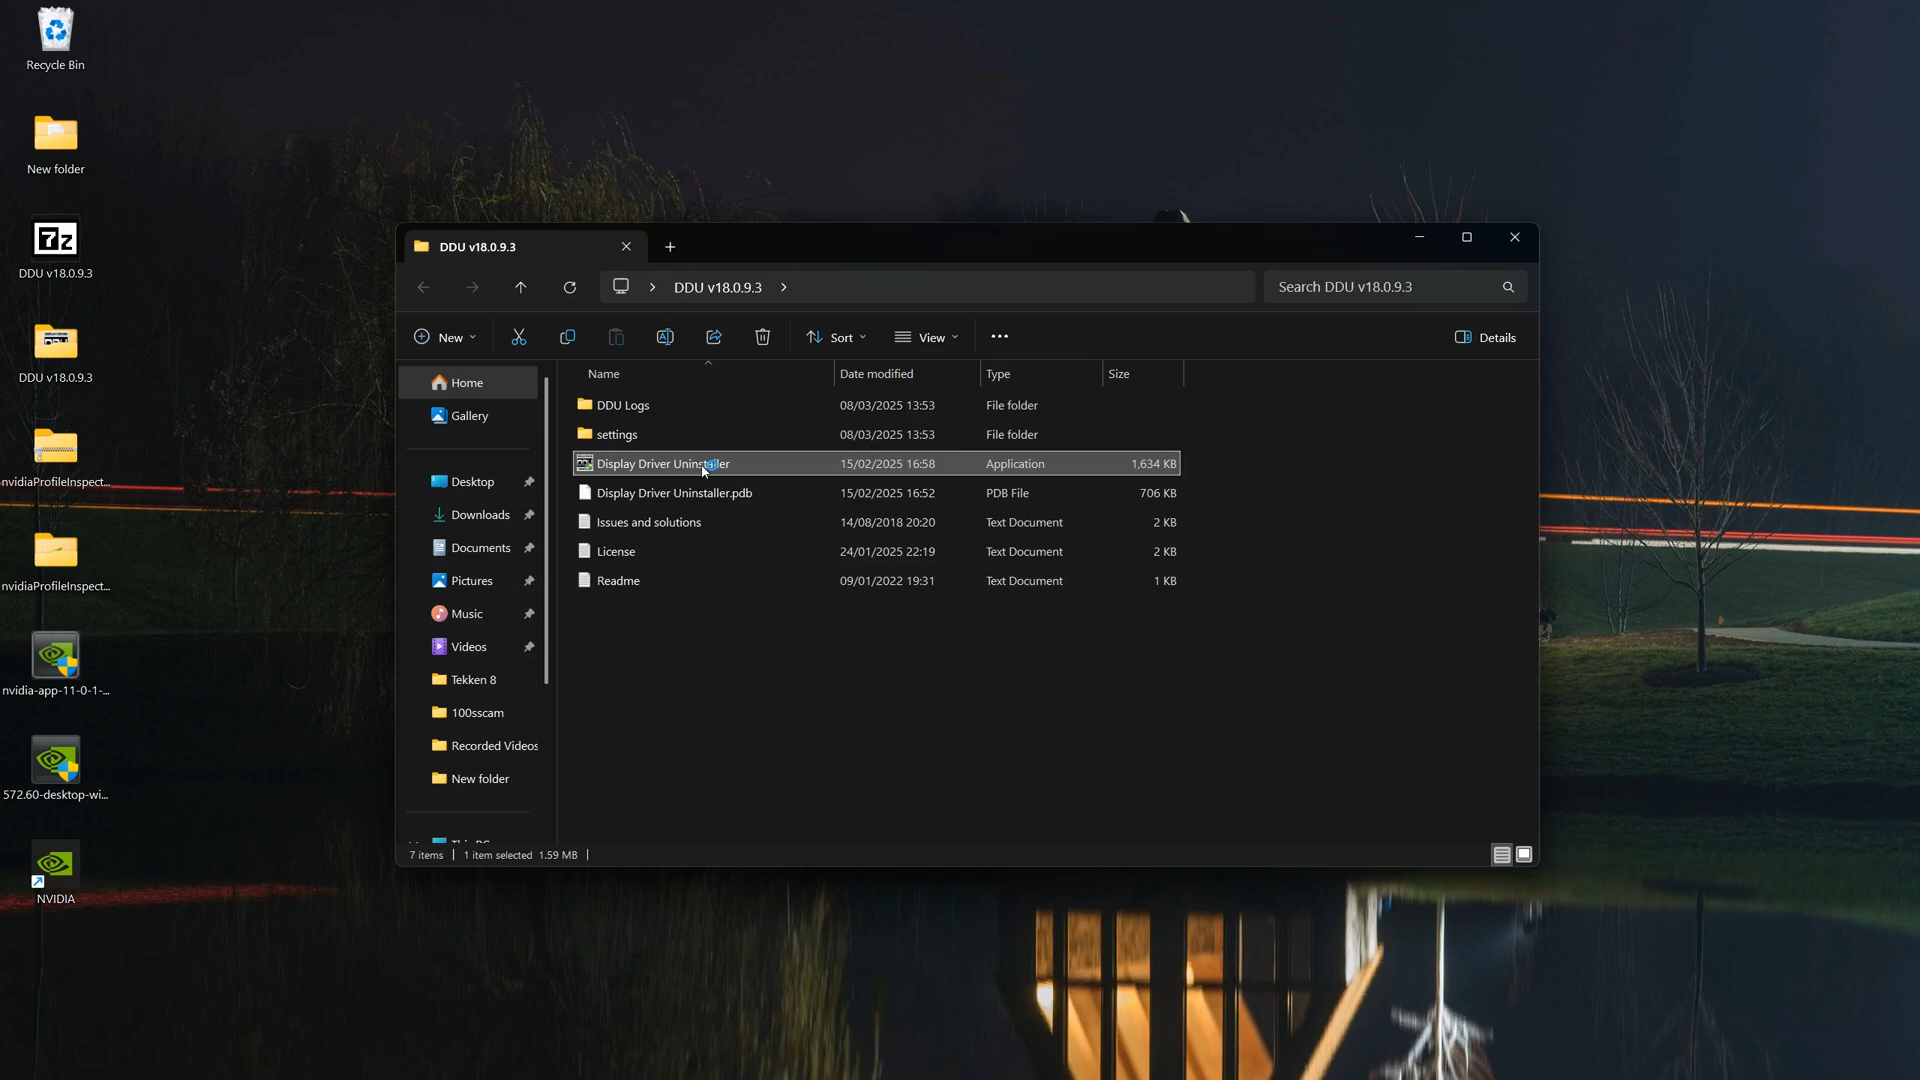 Recycle Bin
New folder
7z
DDU v18.0.9.3
DDU v18.0.9.3
nvidiaProfileInspect...
nvidiaProfileInspect...
nvidia-app-11-0-1-...
572.60-desktop-wi...
NVIDIA
DDU v18.0.9.3
DDU v18.0.9.3
Search DDU v18.0.9.3
New
Sort
View
Details
Home
Gallery
Desktop
Downloads
Documents
Pictures
Music
Videos
Tekken 8
100sscam
Recorded Videos
New folder
This PC
Name Date modified Type Size
DDU Logs 08/03/2025 13:53 File folder
settings 08/03/2025 13:53 File folder
Display Driver Uninstaller 15/02/2025 16:58 Application 1,634 KB
Display Driver Uninstaller.pdb 15/02/2025 16:52 PDB File 706 KB
Issues and solutions 14/08/2018 20:20 Text Document 2 KB
License 24/01/2025 22:19 Text Document 2 KB
Readme 09/01/2022 19:31 Text Document 1 KB
7 items 1 item selected 1.59 MB